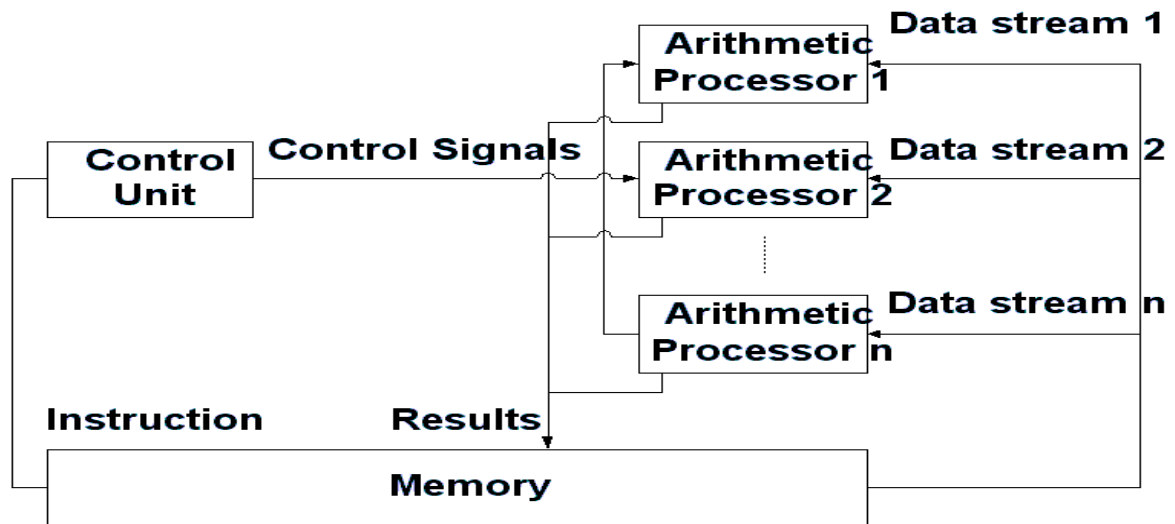 Arithmetic
Processor 1
Data stream 1
Control
Unit
Control Signals
Arithmetic
Processor 2
Data stream 2
Arithmetic
Processor n
Data stream n
Instruction
Results
Memory